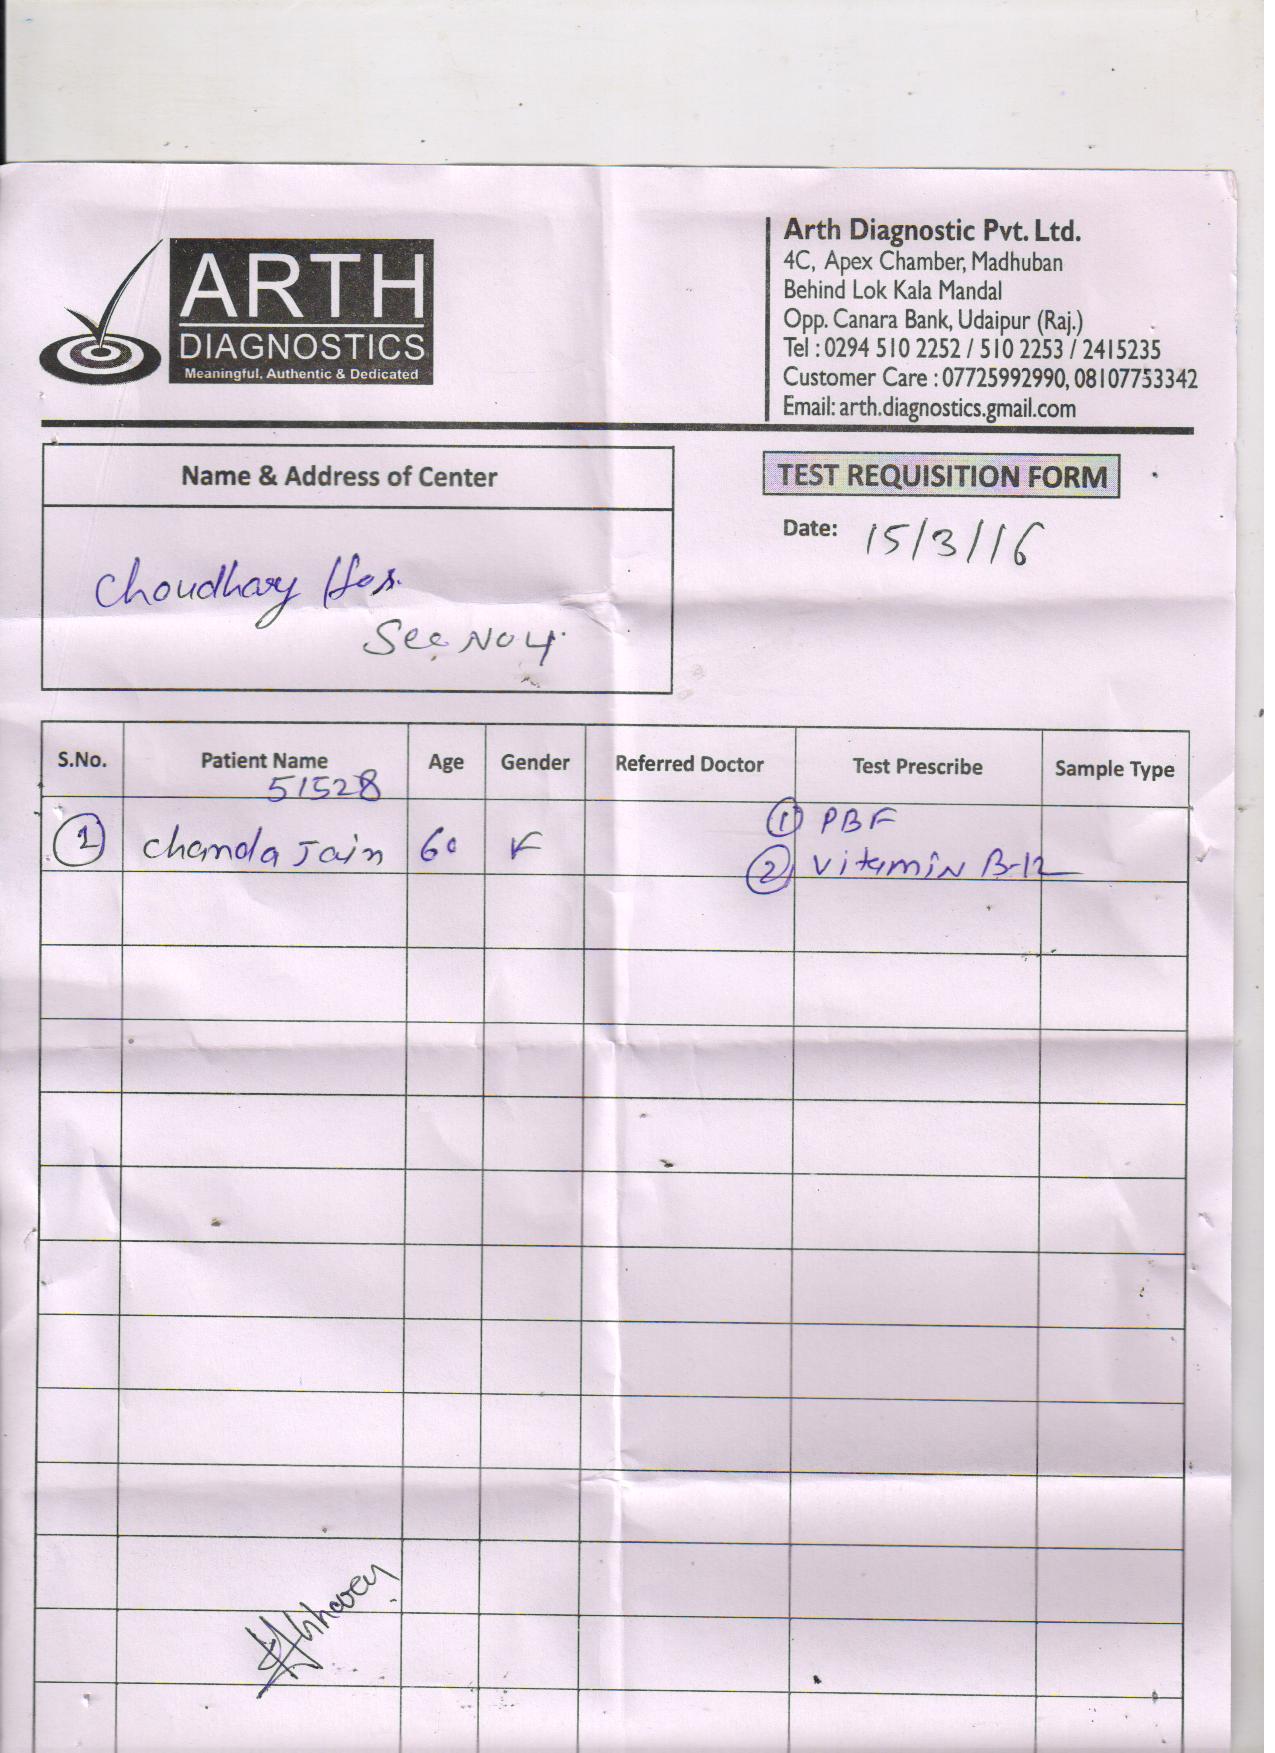 ARTH
DIAGNOSTICS
Meaningful, Authentic & Dedicated
Arth Diagnostic Pvt. Ltd.
4C, Apex Chamber, Madhuban
Behind Lok Kala Mandal
Opp. Canara Bank, Udaipur (Raj.)
Tel : 0294 510 2252 / 510 2253 / 2415235
Customer Care : 07725992990, 08107753342
Email: arth.diagnostics.gmail.com
Name & Address of Center
TEST REQUISITION FORM
Date: 15/3/16
Choudhary Hos.
Sec No 4.
S.No. Patient Name Age Gender Referred Doctor Test Prescribe Sample Type
51528
1 Chanda Jain 60 F 1 PBF
2 Vitamin B-12